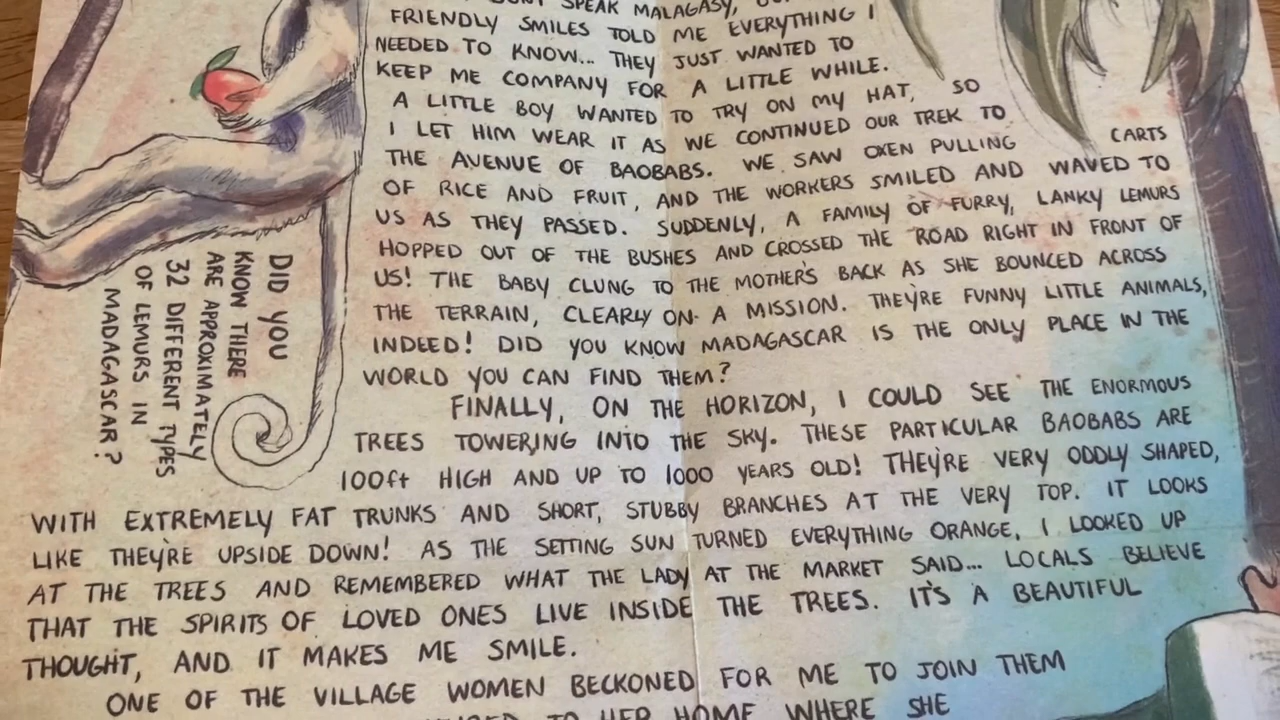 SPEAK MALAGASY,
FRIENDLY SMILES TOLD ME EVERYTHING I
NEEDED TO KNOW... THEY JUST WANTED TO
KEEP ME COMPANY FOR A LITTLE WHILE.
A LITTLE BOY WANTED TO TRY ON MY HAT, SO
I LET HIM WEAR IT AS WE CONTINUED OUR TREK TO
THE AVENUE OF BAOBABS. WE SAW OXEN PULLING CARTS
OF RICE AND FRUIT, AND THE WORKERS SMILED AND WAVED TO
US AS THEY PASSED. SUDDENLY, A FAMILY OF FURRY, LANKY LEMURS
HOPPED OUT OF THE BUSHES AND CROSSED THE ROAD RIGHT IN FRONT OF
US! THE BABY CLUNG TO THE MOTHER'S BACK AS SHE BOUNCED ACROSS
THE TERRAIN, CLEARLY ON A MISSION. THEY'RE FUNNY LITTLE ANIMALS,
INDEED! DID YOU KNOW MADAGASCAR IS THE ONLY PLACE IN THE
WORLD YOU CAN FIND THEM?
FINALLY, ON THE HORIZON, I COULD SEE THE ENORMOUS
TREES TOWERING INTO THE SKY. THESE PARTICULAR BAOBABS ARE
100ft HIGH AND UP TO 1000 YEARS OLD! THEY'RE VERY ODDLY SHAPED,
WITH EXTREMELY FAT TRUNKS AND SHORT, STUBBY BRANCHES AT THE VERY TOP. IT LOOKS
LIKE THEY'RE UPSIDE DOWN! AS THE SETTING SUN TURNED EVERYTHING ORANGE, I LOOKED UP
AT THE TREES AND REMEMBERED WHAT THE LADY AT THE MARKET SAID... LOCALS BELIEVE
THAT THE SPIRITS OF LOVED ONES LIVE INSIDE THE TREES. IT'S A BEAUTIFUL
THOUGHT, AND IT MAKES ME SMILE.
ONE OF THE VILLAGE WOMEN BECKONED FOR ME TO JOIN THEM
TO HER HOME WHERE SHE
DID YOU
KNOW THERE
ARE APPROXIMATELY
32 DIFFERENT TYPES
OF LEMURS IN
MADAGASCAR?